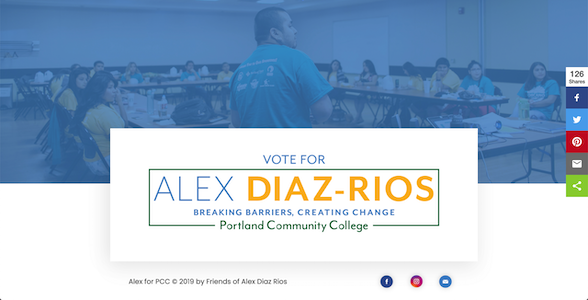 126
Shares
VOTE FOR
ALEX DIAZ-RIOS
BREAKING BARRIERS, CREATING CHANGE
Portland Community College
Alex for PCC © 2019 by Friends of Alex Diaz Rios